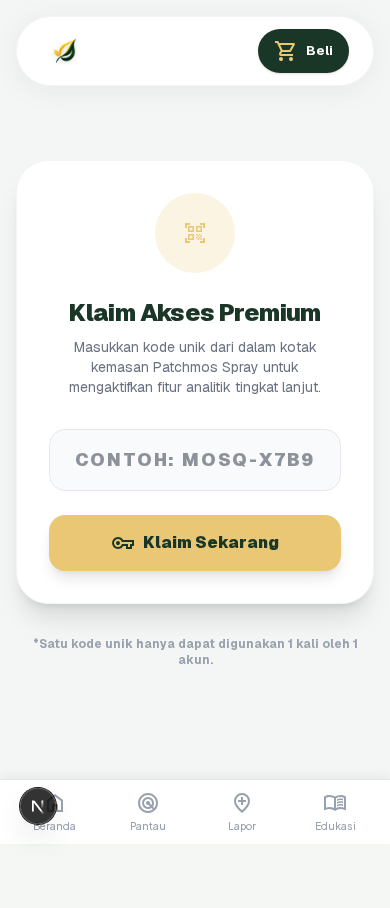 Beli
Klaim Akses Premium
Masukkan kode unik dari dalam kotak
kemasan Patchmos Spray untuk
mengaktifkan fitur analitik tingkat lanjut.
CONTOH: MOSQ-X7B9
Klaim Sekarang
*Satu kode unik hanya dapat digunakan 1 kali oleh 1
akun.
N
Beranda
Pantau
Lapor
Edukasi